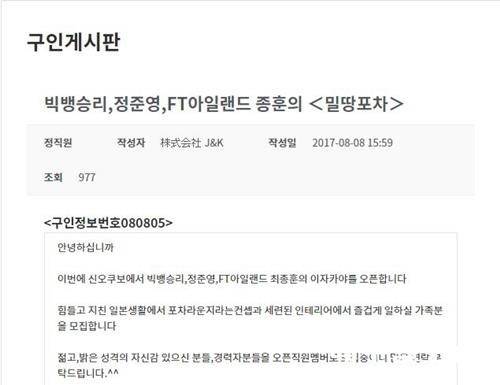 구인게시판
빅뱅승리,정준영,FT아일랜드 종훈의 <밀땅포차>
정직원 작성자 株式会社 J&K 작성일 2017-08-08 15:59
조회 977
<구인정보번호080805>
안녕하십니까
이번에 신오쿠보에서 빅뱅승리,정준영,FT아일랜드 최종훈의 이자카야를 오픈합니다
힘들고 지친 일본생활에서 포차라운지라는컨셉과 세련된 인테리어에서 즐겁게 일하실 가족분
을 모집합니다
젊고,밝은 성격의 자신감 있으신 분들,경력자분들을 오픈직원멤버로
탁드립니다.^^